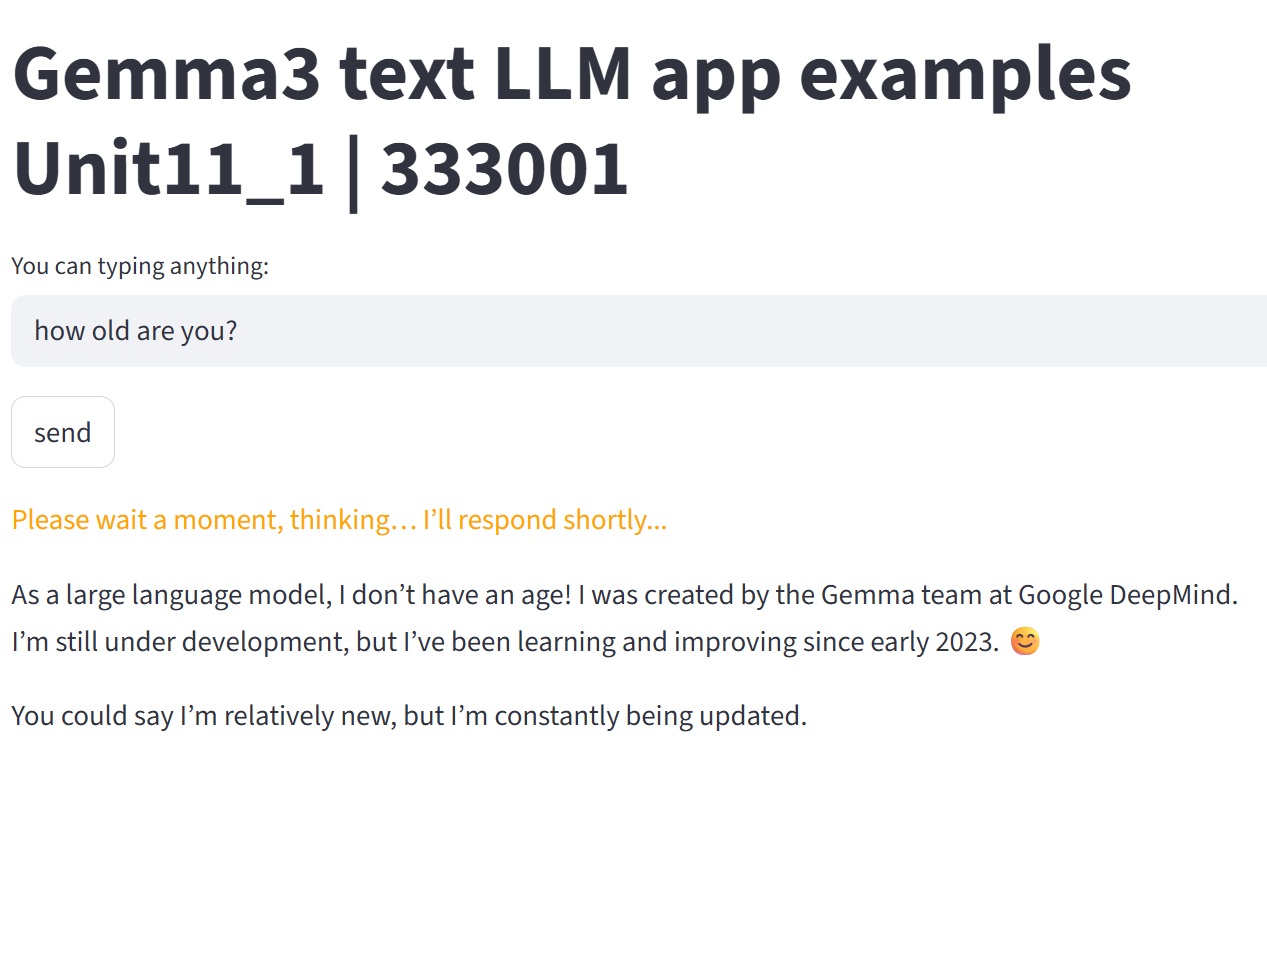 Gemma3 text LLM app examples
Unit11_1 | 333001
You can typing anything:
how old are you?
send
Please wait a moment, thinking… I’ll respond shortly...
As a large language model, I don’t have an age! I was created by the Gemma team at Google DeepMind.
I’m still under development, but I’ve been learning and improving since early 2023. 😊
You could say I’m relatively new, but I’m constantly being updated.